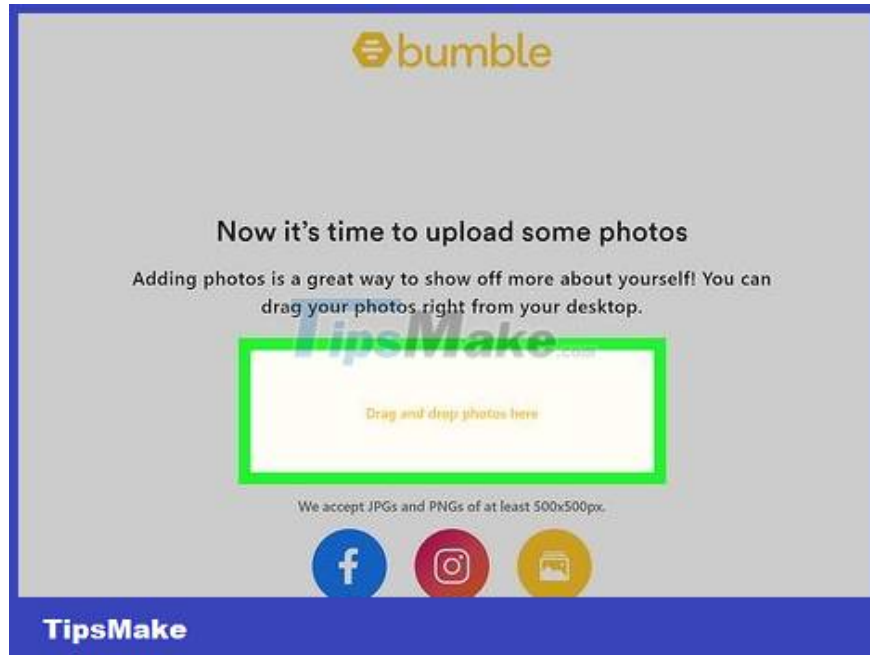 bumble
Now it's time to upload some photos
Adding photos is a great way to show off more about yourself! You can
drag your photos right from your desktop.
TipsMake.com
Drag and drop photos here
We accept JPGs and PNGs of at least 500x500px.
TipsMake